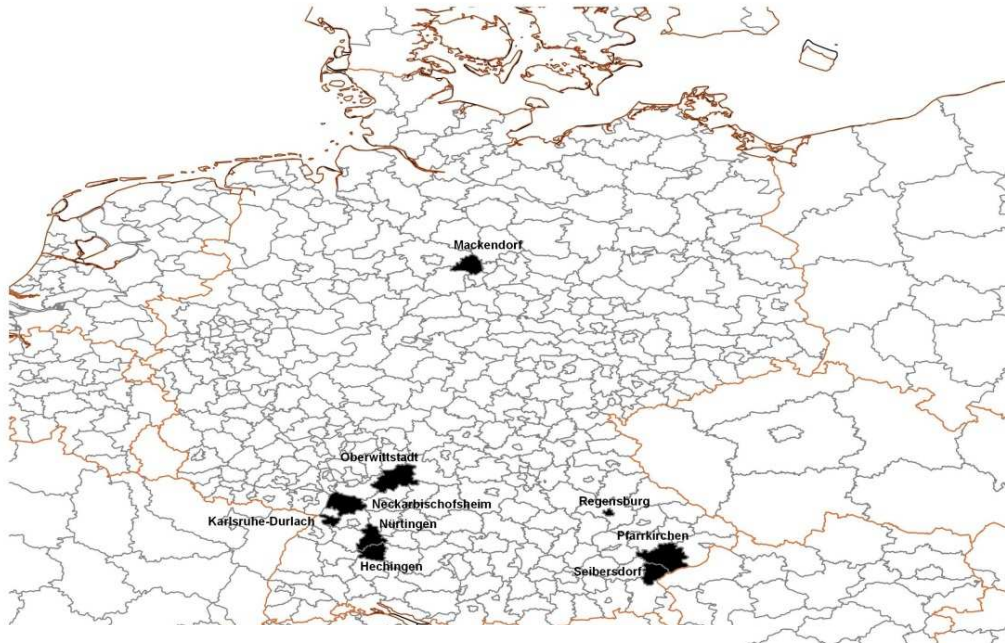 Mackendorf
Oberwittstadt
Neckarbischofsheim
Regensburg
Karlsruhe-Durlach
Nürtingen
Pfarrkirchen
Hechingen
Seibersdorf